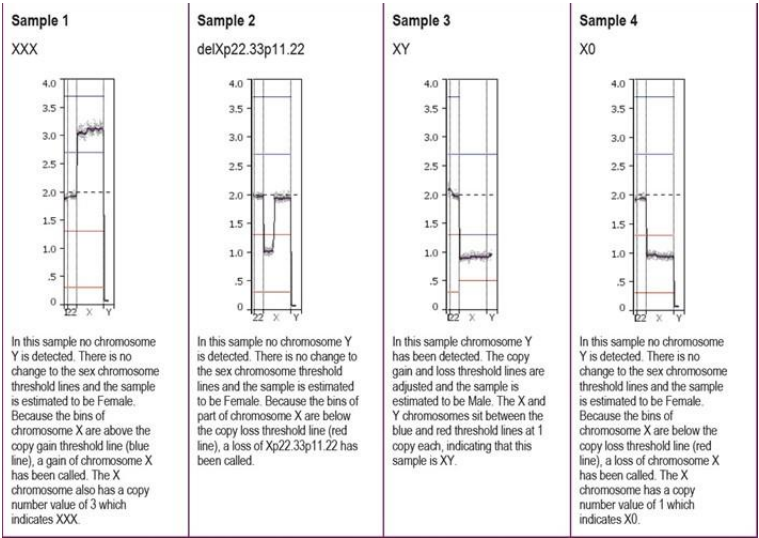 Sample 1
XXX
4.0
3.5
3.0
2.5
2.0
1.5
1.0
.5
0
22 X Y
In this sample no chromosome
Y is detected. There is no
change to the sex chromosome
threshold lines and the sample
is estimated to be Female.
Because the bins of
chromosome X are above the
copy gain threshold line (blue
line), a gain of chromosome X
has been called. The X
chromosome also has a copy
number value of 3 which
indicates XXX.
Sample 2
delXp22.33p11.22
4.0
3.5
3.0
2.5
2.0
1.5
1.0
.5
0
22 X Y
In this sample no chromosome Y
is detected. There is no change to
the sex chromosome threshold
lines and the sample is estimated
to be Female. Because the bins of
part of chromosome X are below
the copy loss threshold line (red
line), a loss of Xp22.33p11.22 has
been called.
Sample 3
XY
4.0
3.5
3.0
2.5
2.0
1.5
1.0
.5
0
22 X Y
In this sample chromosome Y
has been detected. The copy
gain and loss threshold lines are
adjusted and the sample is
estimated to be Male. The X and
Y chromosomes sit between the
blue and red threshold lines at 1
copy each, indicating that this
sample is XY.
Sample 4
X0
4.0
3.5
3.0
2.5
2.0
1.5
1.0
.5
0
22 X Y
In this sample no chromosome
Y is detected. There is no
change to the sex chromosome
threshold lines and the sample
is estimated to be Female.
Because the bins of
chromosome X are below the
copy loss threshold line (red
line), a loss of chromosome X
has been called. The X
chromosome has a copy
number value of 1 which
indicates X0.